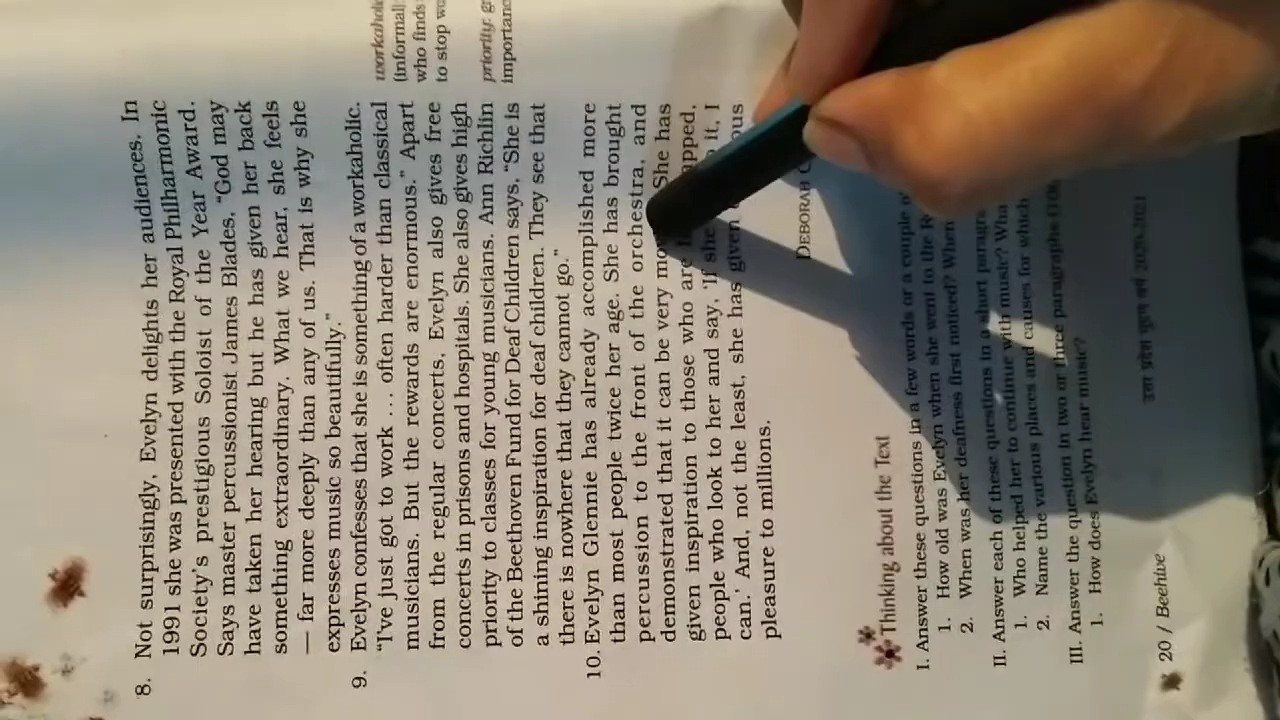 8. Not surprisingly, Evelyn delights her audiences. In
1991 she was presented with the Royal Philharmonic
Society's prestigious Soloist of the Year Award.
Says master percussionist James Blades, “God may
have taken her hearing but he has given her back
something extraordinary. What we hear, she feels
— far more deeply than any of us. That is why she
expresses music so beautifully.”
9. Evelyn confesses that she is something of a workaholic.
“I've just got to work ... often harder than classical
musicians. But the rewards are enormous.” Apart
from the regular concerts, Evelyn also gives free
concerts in prisons and hospitals. She also gives high
priority to classes for young musicians. Ann Richlin
of the Beethoven Fund for Deaf Children says, “She is
a shining inspiration for deaf children. They see that
there is nowhere that they cannot go.”
10. Evelyn Glennie has already accomplished more
than most people twice her age. She has brought
percussion to the front of the orchestra, and
demonstrated that it can be very She has
given inspiration to those who are
people who look to her and say, ‘If she it, I
can.’ And, not the least, she has given
pleasure to millions.
(informal)
who finds
to stop
priority:
DEBORAH
Thinking about the Text
I. Answer these questions in a few words or a couple
1. How old was Evelyn when she went to the
2. When was her deafness first noticed? When
II. Answer each of these questions in a short
1. Who helped her to continue with music?
2. Name the various places and causes for which
III. Answer the question in two or three paragraphs
1. How does Evelyn hear music?
20 / Beehive